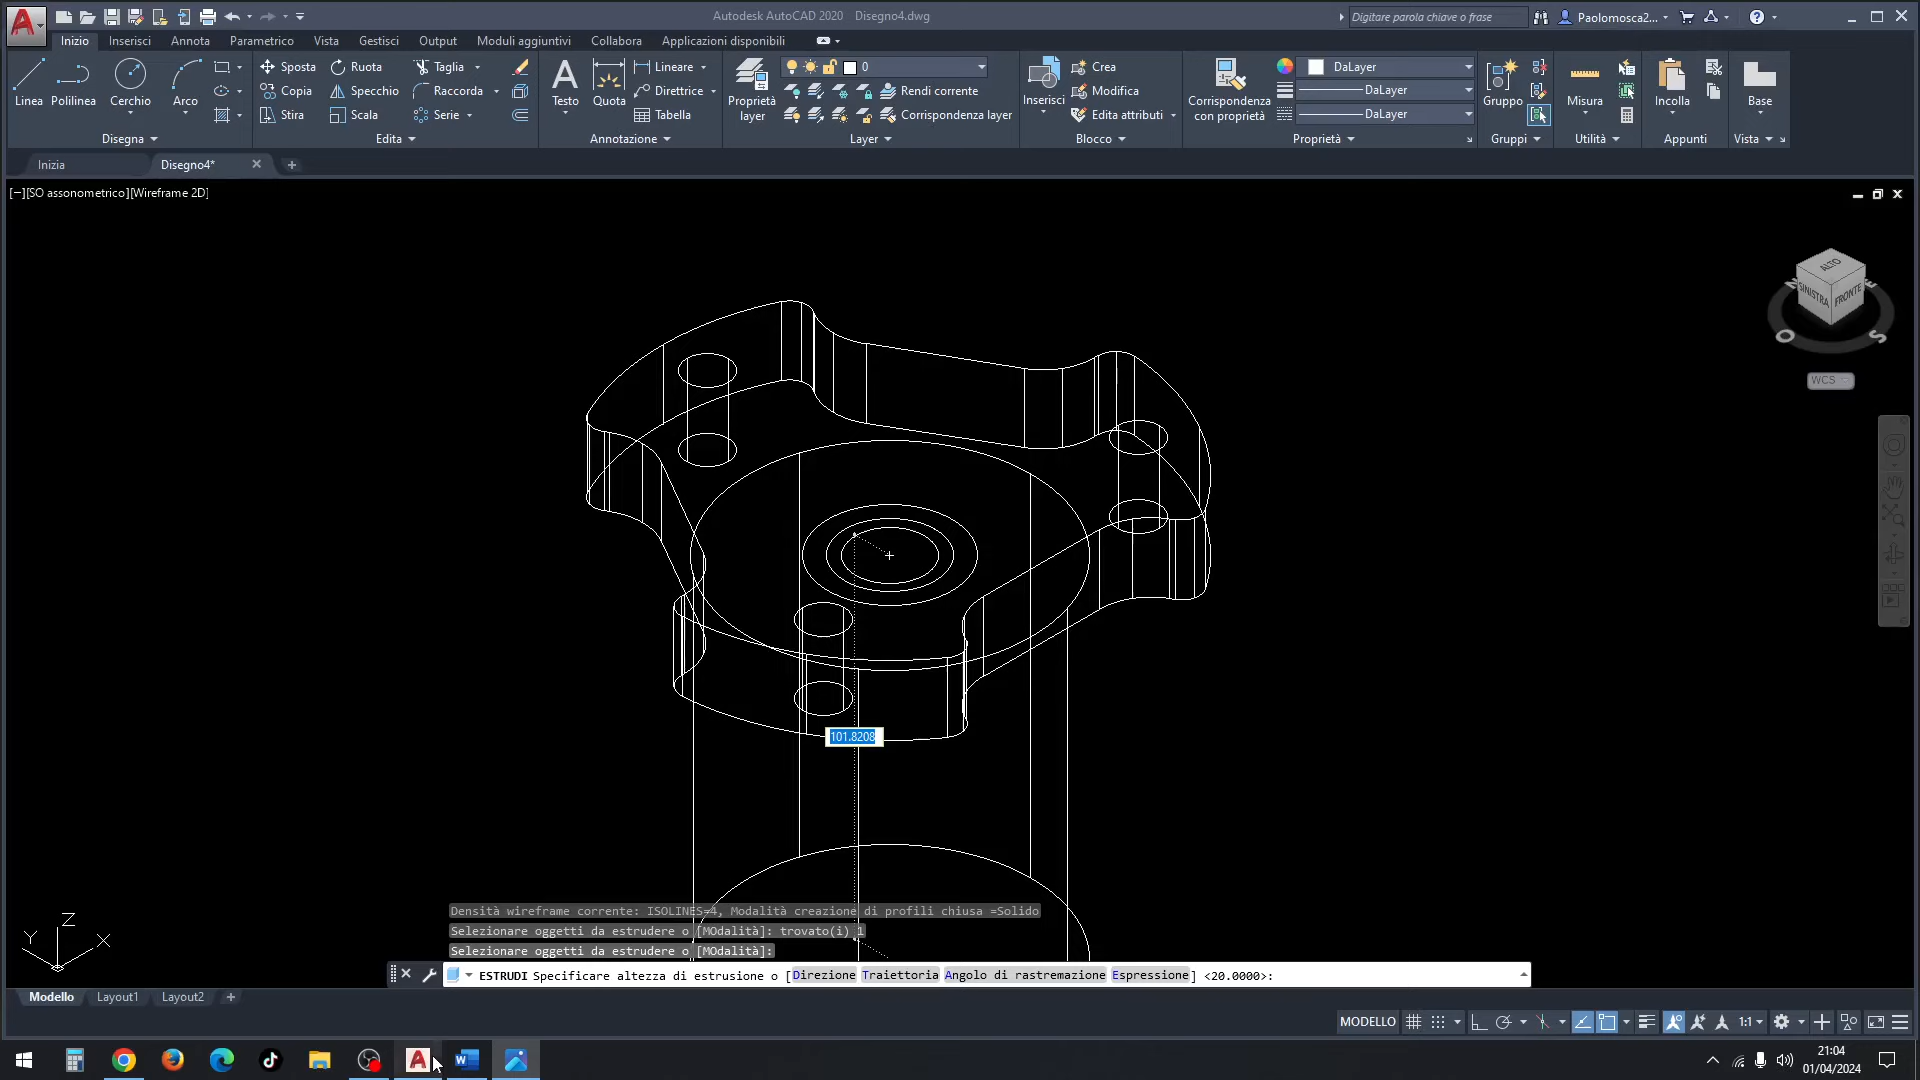 Autodesk AutoCAD 2020 Disegno4.dwg
Digitare parola chiave o frase
Paolomosca2...
Inizio Inserisci Annota Parametrico Vista Gestisci Output Moduli aggiuntivi Collabora Applicazioni disponibili
Linea Polilinea Cerchio Arco
Disegna
Sposta Ruota Taglia
Copia Specchio Raccorda
Stira Scala Serie
Edita
Testo Quota
Lineare
Direttrice
Tabella
Annotazione
Proprietà layer
0
Rendi corrente
Corrispondenza layer
Layer
Inserisci
Crea
Modifica
Edita attributi
Blocco
Corrispondenza con proprietà
DaLayer
DaLayer
DaLayer
Proprietà
Gruppo
Gruppi
Misura
Utilità
Incolla
Appunti
Base
Vista
Inizia Disegno4*
[−][SO assonometrico][Wireframe 2D]
ALTO
SINISTRA FRONTE
N E
O S
WCS
101.8208
Z
Y X
Densità wireframe corrente: ISOLINES=4, Modalità creazione di profili chiusa =Solido
Selezionare oggetti da estrudere o [MOdalità]: trovato(i) 1
Selezionare oggetti da estrudere o [MOdalità]:
ESTRUDI Specificare altezza di estrusione o [Direzione Traiettoria Angolo di rastremazione Espressione] <20.0000>:
Modello Layout1 Layout2
MODELLO 1:1
21:04
01/04/2024